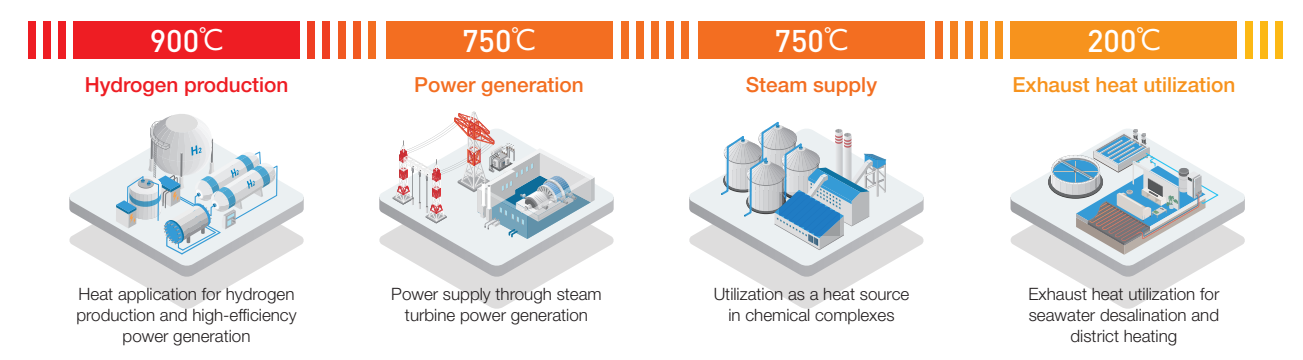 900℃
750℃
750℃
200℃
Hydrogen production
Power generation
Steam supply
Exhaust heat utilization
H2
H2
H2
Heat application for hydrogen
production and high-efficiency
power generation
Power supply through steam
turbine power generation
Utilization as a heat source
in chemical complexes
Exhaust heat utilization for
seawater desalination and
district heating